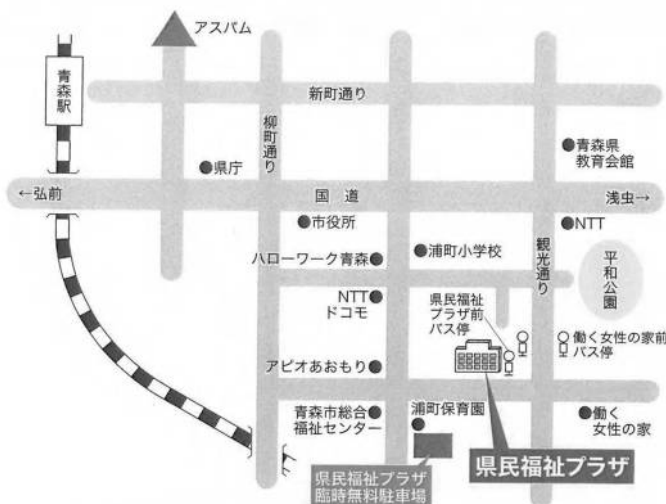 アスパム
青森駅
新町通り
柳町通り
青森県
教育会館
県庁
←弘前
国道
浅虫→
市役所
NTT
浦町小学校
ハローワーク青森
観光通り
平和公園
NTT
ドコモ
県民福祉
プラザ前
バス停
働く女性の家前
バス停
アピオあおもり
青森市総合
福祉センター
浦町保育園
働く
女性の家
県民福祉プラザ
県民福祉プラザ
臨時無料駐車場